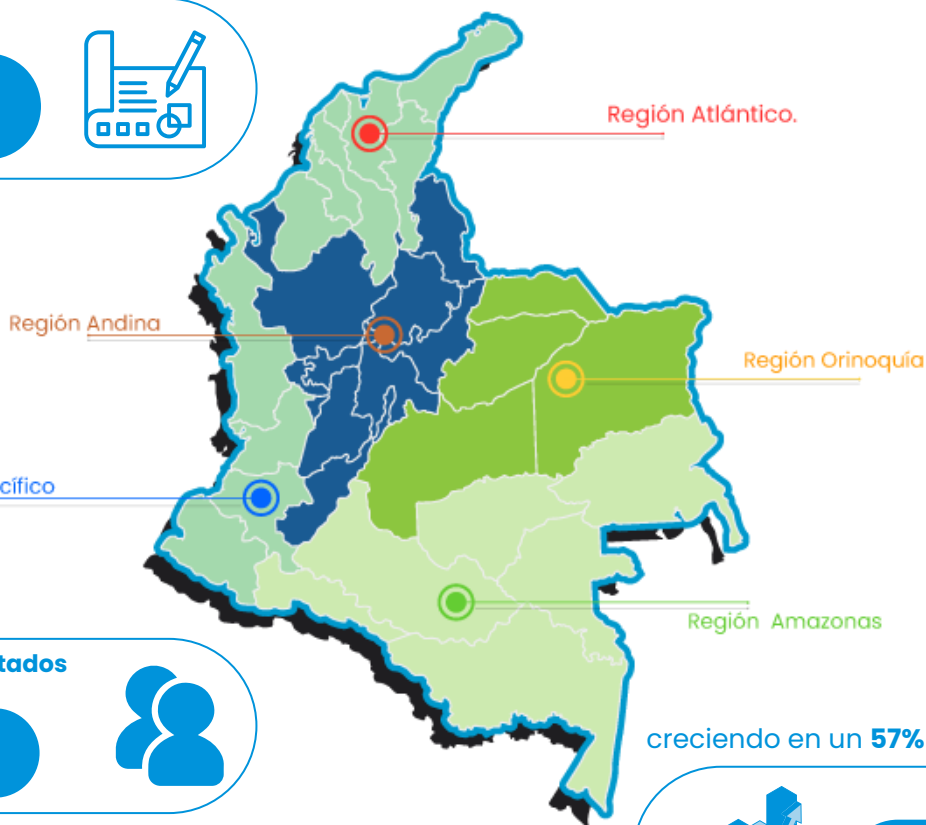 Región Atlántico.
Región Andina
Región Orinoquía
cífico
Región Amazonas
tados
creciendo en un 57%